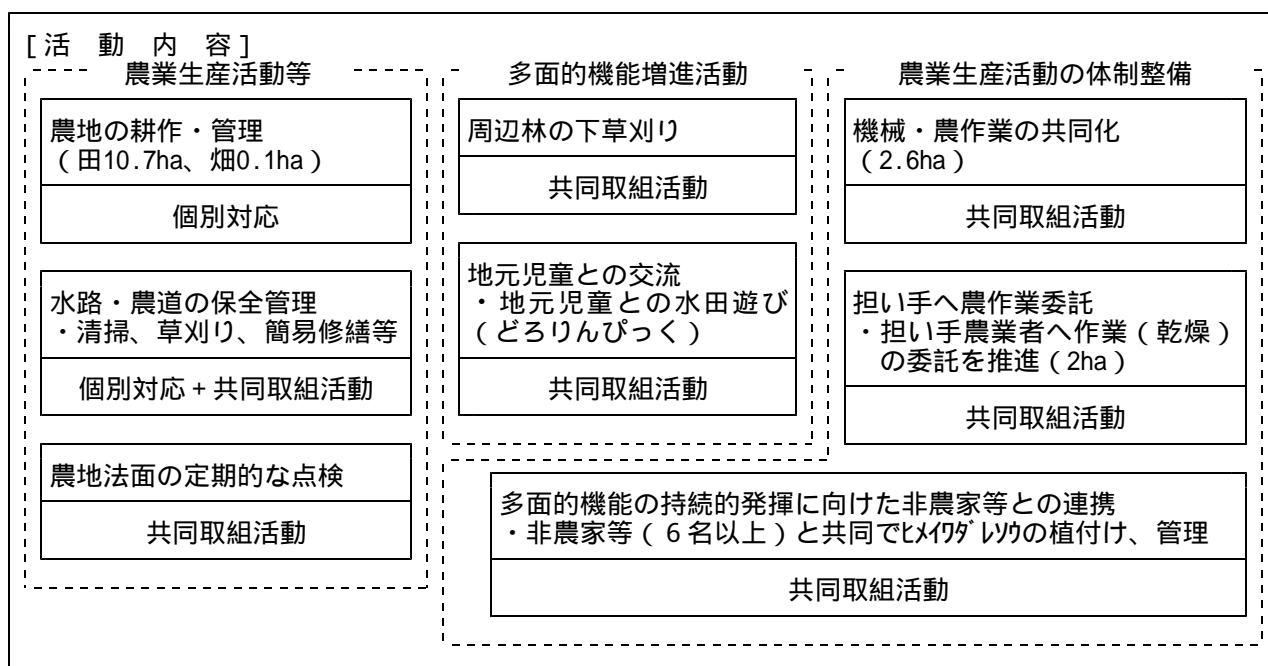 [活 動 内 容]
農業生産活動等
農地の耕作・管理
(田10.7ha、畑0.1ha)
個別対応
水路・農道の保全管理
・清掃、草刈り、簡易修繕等
個別対応+共同取組活動
農地法面の定期的な点検
共同取組活動
多面的機能増進活動
周辺林の下草刈り
共同取組活動
地元児童との交流
・地元児童との水田遊び
(どろりんぴっく)
共同取組活動
農業生産活動の体制整備
機械・農作業の共同化
(2.6ha)
共同取組活動
担い手へ農作業委託
・担い手農業者へ作業(乾燥)
の委託を推進(2ha)
共同取組活動
多面的機能の持続的発揮に向けた非農家等との連携
・非農家等(6名以上)と共同でヒメイワダレソウの植付け、管理
共同取組活動